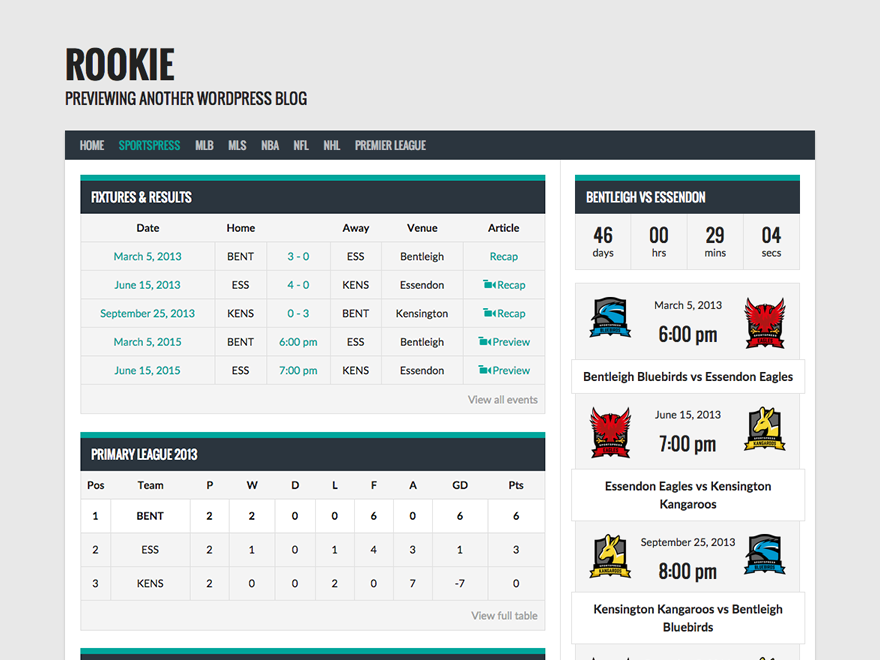 ROOKIE
PREVIEWING ANOTHER WORDPRESS BLOG
HOME SPORTSPRESS MLB MLS NBA NFL NHL PREMIER LEAGUE
FIXTURES & RESULTS
Date Home Away Venue Article
March 5, 2013 BENT 3 - 0 ESS Bentleigh Recap
June 15, 2013 ESS 4 - 0 KENS Essendon Recap
September 25, 2013 KENS 0 - 3 BENT Kensington Recap
March 5, 2015 BENT 6:00 pm ESS Bentleigh Preview
June 15, 2015 ESS 7:00 pm KENS Essendon Preview
View all events
PRIMARY LEAGUE 2013
Pos Team P W D L F A GD Pts
1 BENT 2 2 0 0 6 0 6 6
2 ESS 2 1 0 1 4 3 1 3
3 KENS 2 0 0 2 0 7 -7 0
View full table
BENTLEIGH VS ESSENDON
46 00 29 04
days hrs mins secs
March 5, 2013
6:00 pm
EAGLES
Bentleigh Bluebirds vs Essendon Eagles
June 15, 2013
7:00 pm
EAGLES
KANGAROOS
Essendon Eagles vs Kensington
Kangaroos
September 25, 2013
8:00 pm
KANGAROOS
Kensington Kangaroos vs Bentleigh
Bluebirds